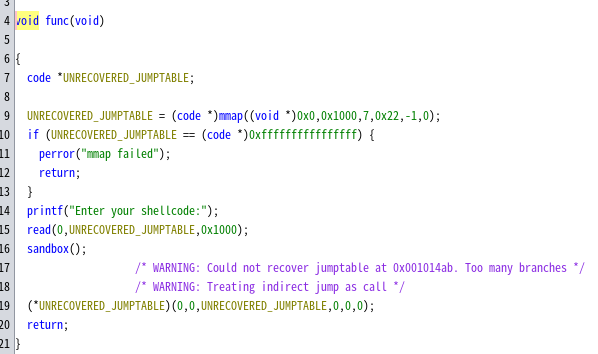 3
4 void func(void)
5
6 {
7 code *UNRECOVERED_JUMPTABLE;
8
9 UNRECOVERED_JUMPTABLE = (code *)mmap((void *)0x0,0x1000,7,0x22,-1,0);
10 if (UNRECOVERED_JUMPTABLE == (code *)0xffffffffffffffff) {
11 perror("mmap failed");
12 return;
13 }
14 printf("Enter your shellcode:");
15 read(0,UNRECOVERED_JUMPTABLE,0x1000);
16 sandbox();
17 /* WARNING: Could not recover jumptable at 0x001014ab. Too many branches */
18 /* WARNING: Treating indirect jump as call */
19 (*UNRECOVERED_JUMPTABLE)(0,0,UNRECOVERED_JUMPTABLE,0,0,0);
20 return;
21 }